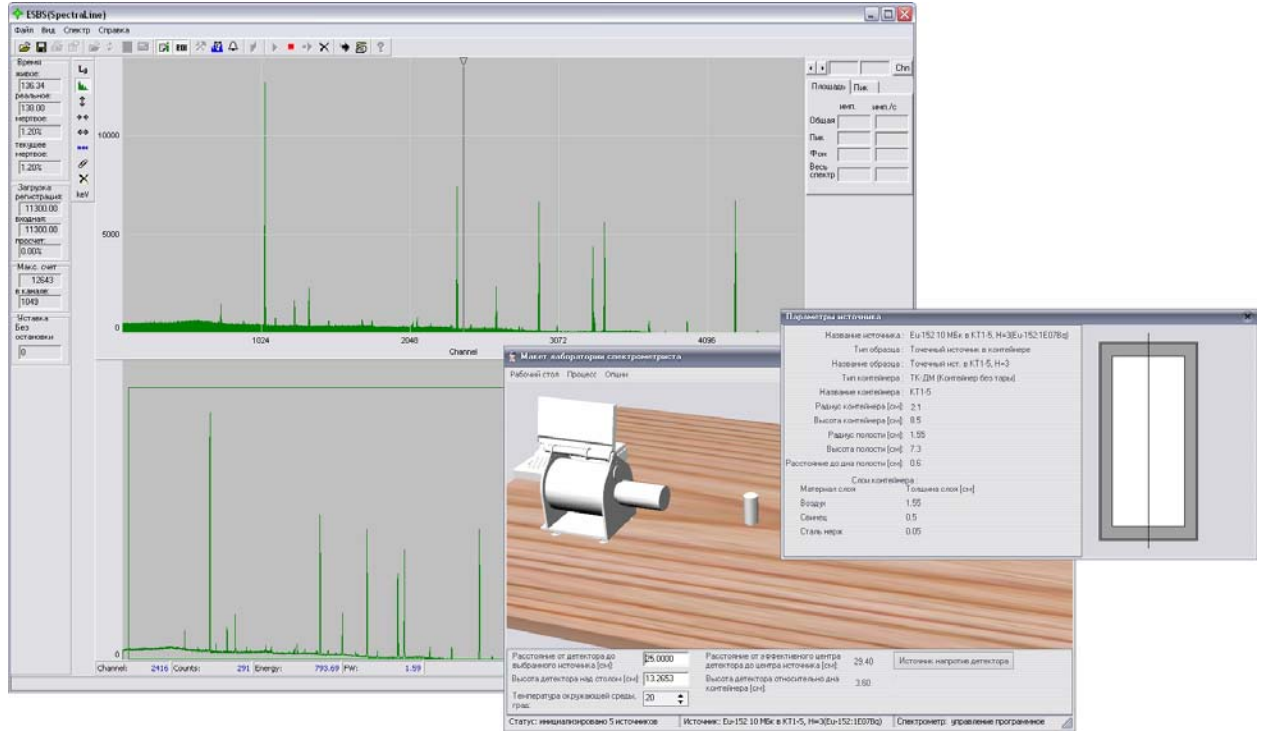 ESBS(SpectraLine)
Файл Вид Спектр Справка
Время
живое:
136.34
реальное:
138.00
мертвое:
1.20%
текущее
мертвое:
1.20%
Загрузка
регистрация:
11300.00
входная:
11300.00
просчет:
0.00%
Макс. счет
12643
в канале:
1049
Уставка
Без
остановки
0
Lg
keV
10000
5000
0
1024
2048
3072
4096
Channel
Chn
Площадь Пик
имп. имп./с
Общая
Пик
Фон
Весь
спектр
0
Channel: 2416 Counts: 291 Energy: 793.69 FW: 1.59
Макет лаборатории спектрометриста
Рабочий стол Процесс Опции
Расстояние от детектора до
выбранного источника [см]: 25.0000
Высота детектора над столом [см]: 13.2653
Температура окружающей среды,
град: 20
Расстояние от эффективного центра
детектора до центра источника [см]: 29.40
Высота детектора относительно дна
контейнера [см]: 3.60
Источник напротив детектора
Статус: инициализировано 5 источников Источник: Eu-152 10 МБк в КТ1-5, H=3(Eu-152:1E07Bq) Спектрометр: управление программное
Параметры источника
Название источника : Eu-152 10 МБк в КТ1-5, H=3(Eu-152:1E07Bq)
Тип образца : Точечный источник в контейнере
Название образца : Точечный ист. в КТ1-5, H=3
Тип контейнера : ТК-ДМ (Контейнер без тары)
Название контейнера : КТ1-5
Радиус контейнера [см]: 2.1
Высота контейнера [см]: 8.5
Радиус полости [см]: 1.55
Высота полости [см]: 7.3
Расстояние до дна полости [см]: 0.6
Слои контейнера :
Материал слоя Толщина слоя [см]
Воздух 1.55
Свинец 0.5
Сталь нерж. 0.05